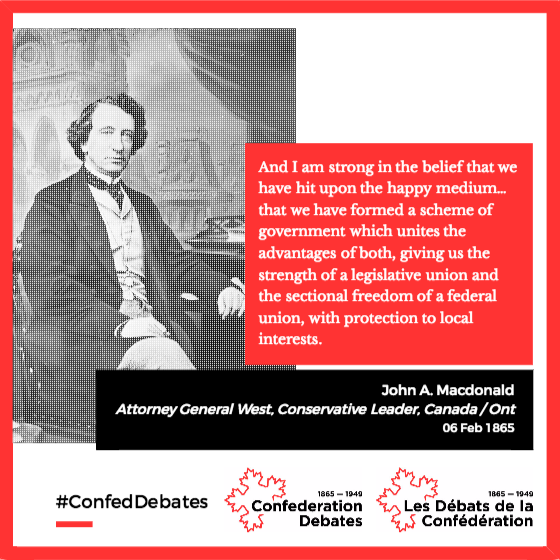 And I am strong in the belief that we
have hit upon the happy medium...
that we have formed a scheme of
government which unites the
advantages of both, giving us the
strength of a legislative union and
the sectional freedom of a federal
union, with protection to local
interests.
John A. Macdonald
Attorney General West, Conservative Leader, Canada / Ont
06 Feb 1865
#ConfedDebates
1865 — 1949
Confederation
Debates
1865 — 1949
Les Débats de la
Confédération